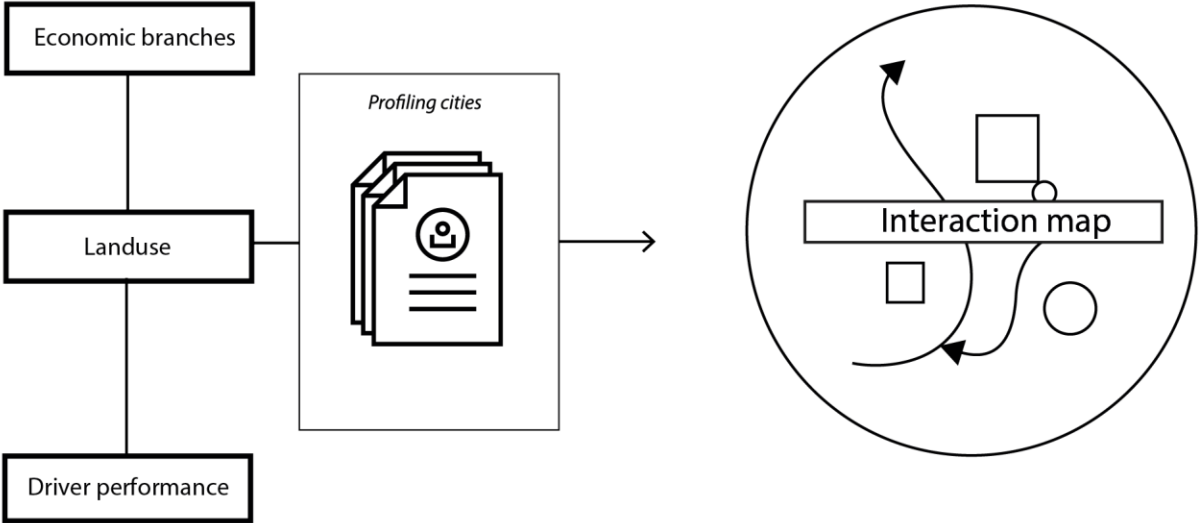 Economic branches
Profiling cities
Landuse
Interaction map
Driver performance